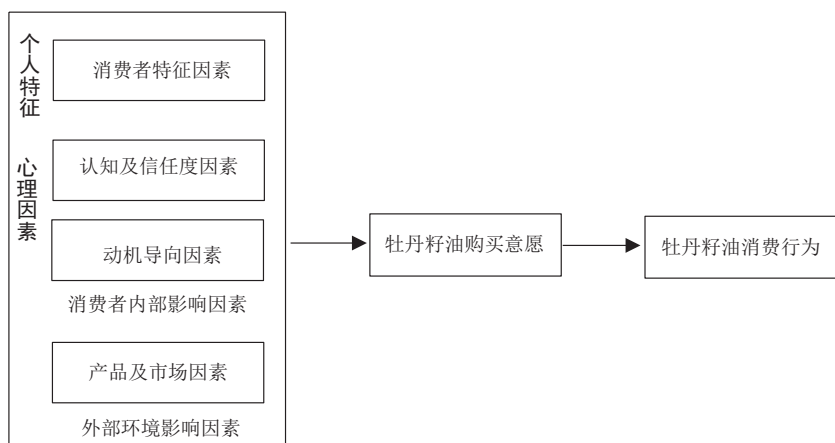 个人特征
消费者特征因素
心理因素
认知及信任度因素
动机导向因素
消费者内部影响因素
产品及市场因素
外部环境影响因素
牡丹籽油购买意愿
牡丹籽油消费行为